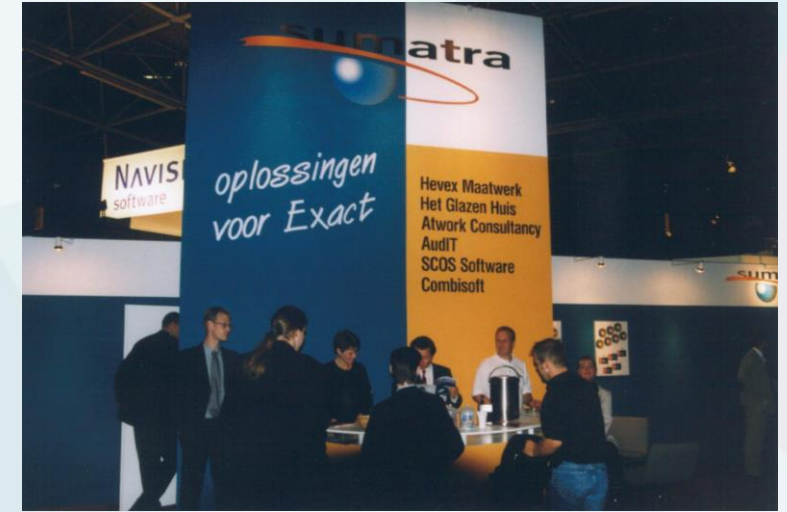 sumatra
NAVIS
software
oplossingen
voor Exact
Hevex Maatwerk
Het Glazen Huis
Atwork Consultancy
AudIT
SCOS Software
Combisoft
sum